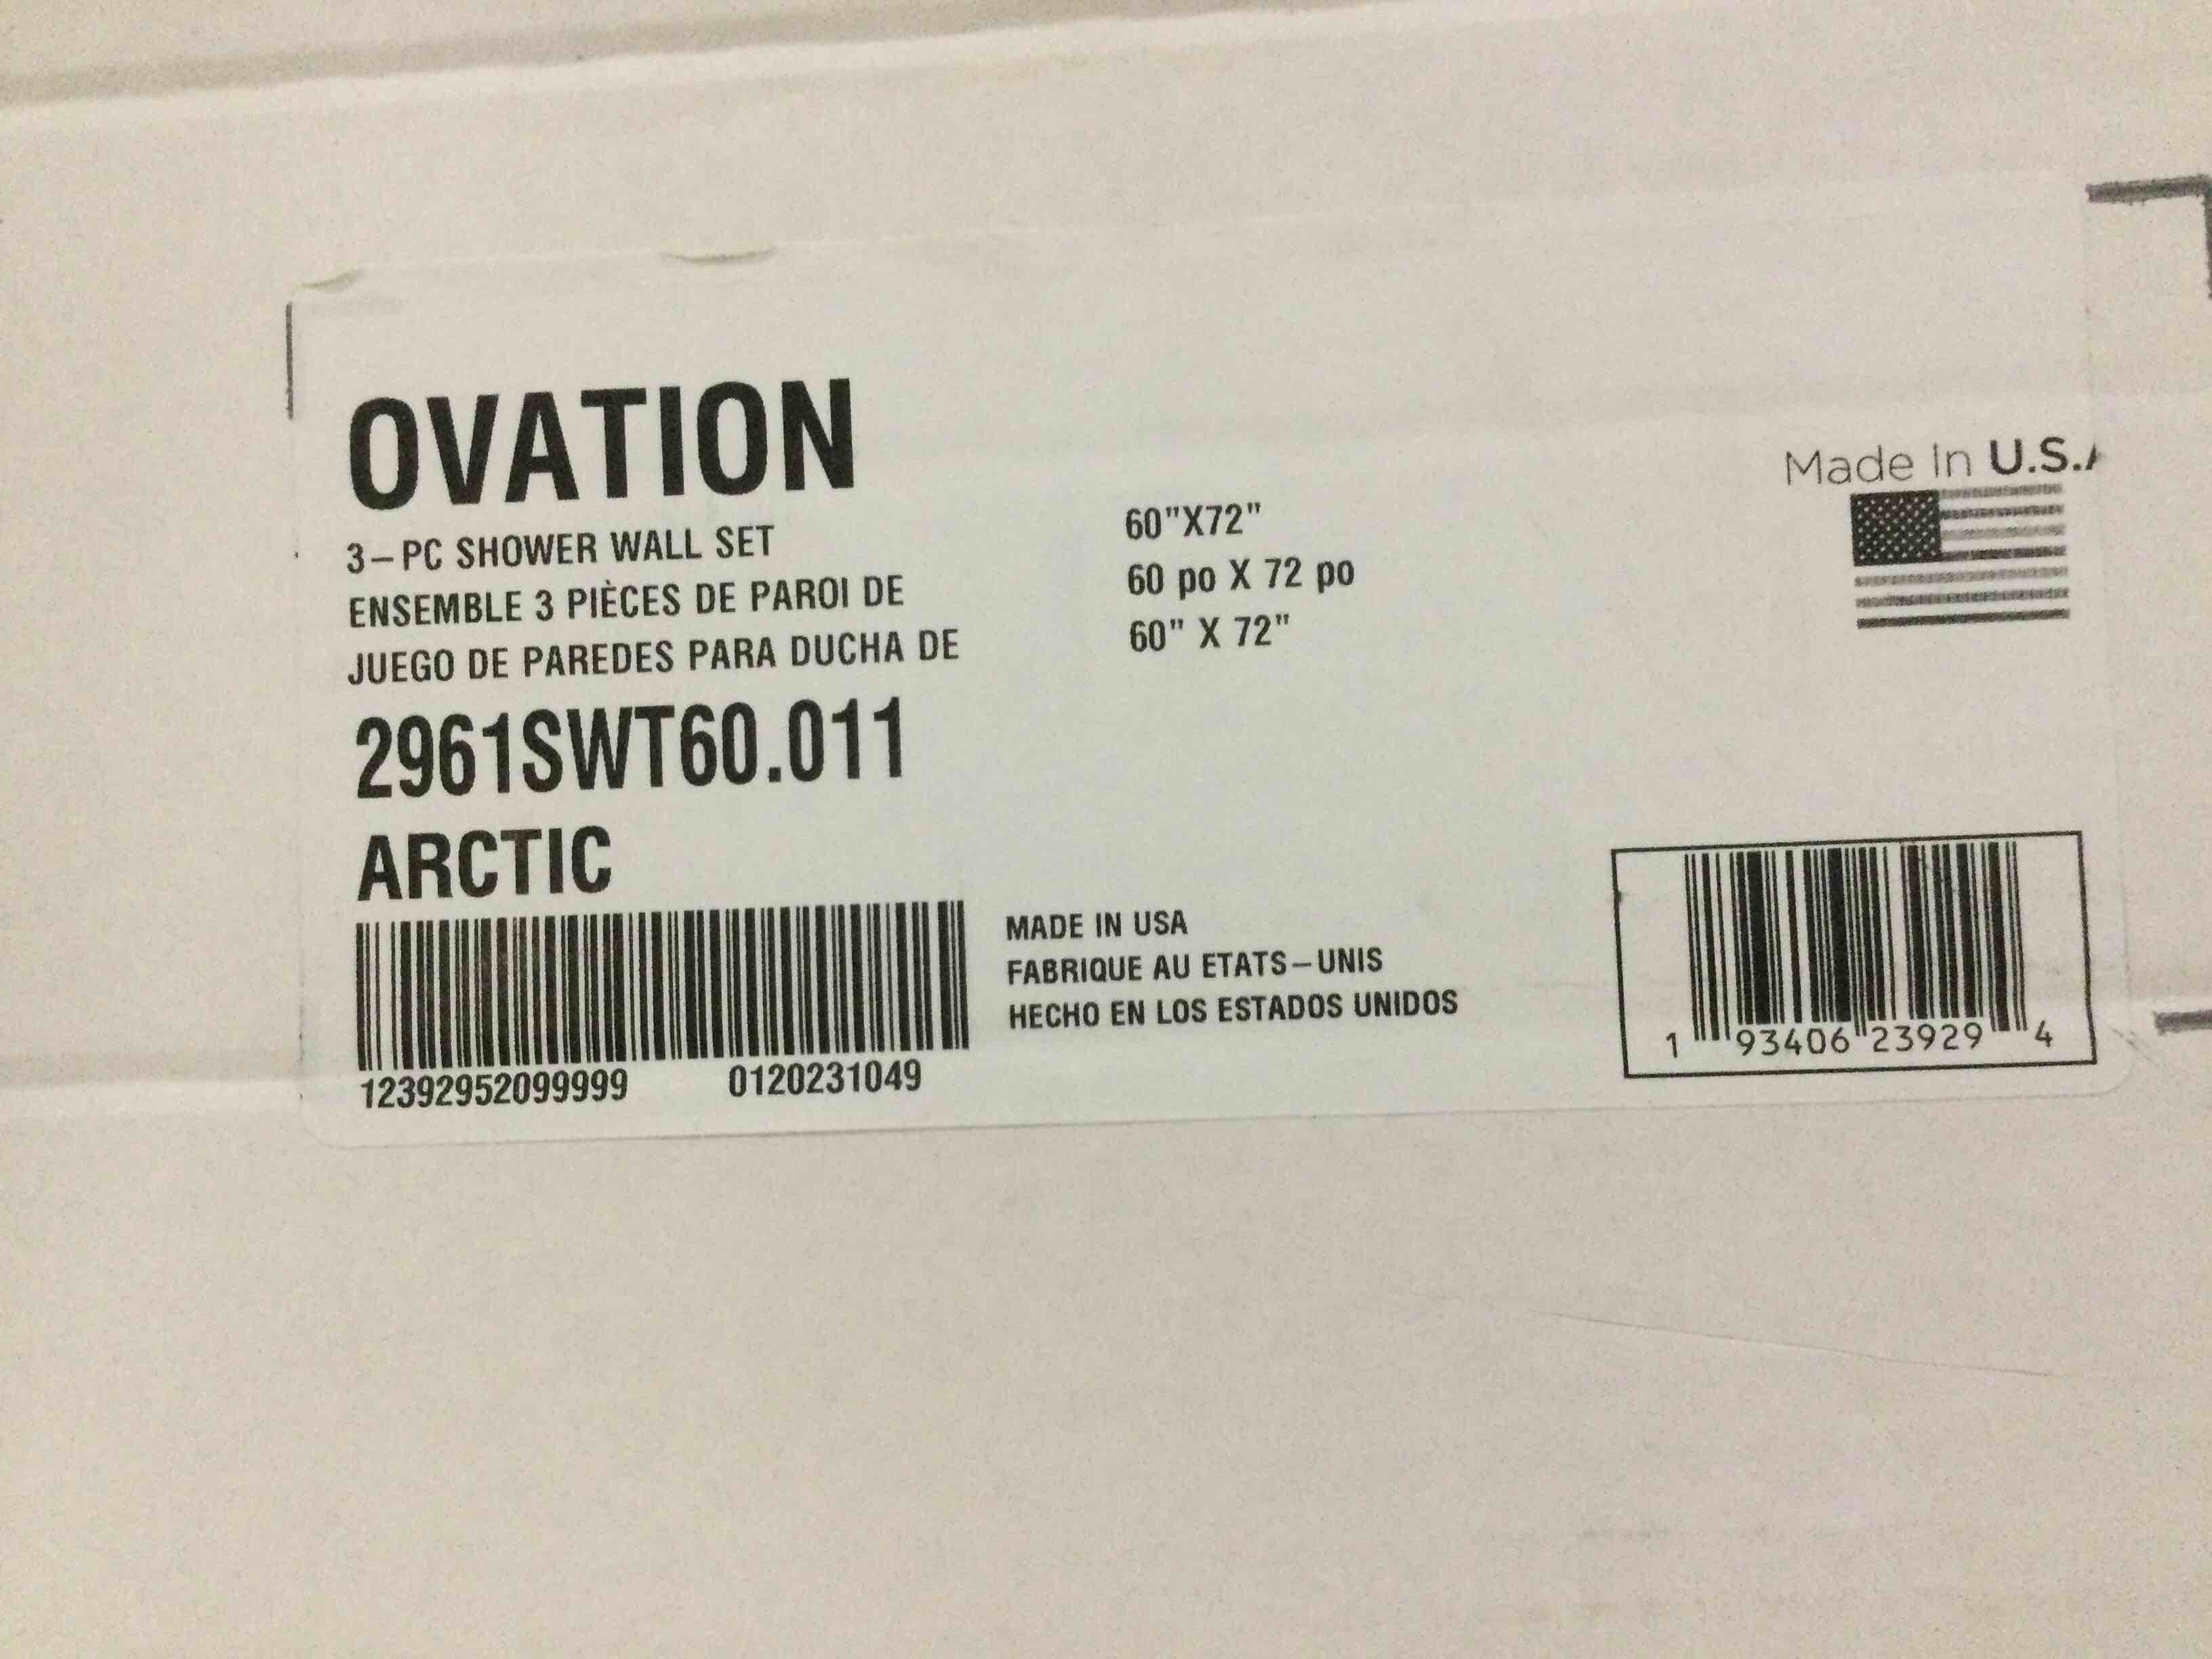 OVATION
3-PC SHOWER WALL SET 60"X72"
ENSEMBLE 3 PIÈCES DE PAROI DE 60 po X 72 po
JUEGO DE PAREDES PARA DUCHA DE 60" X 72"
Made In U.S.A
2961SWT60.011
ARCTIC
MADE IN USA
FABRIQUE AU ETATS-UNIS
HECHO EN LOS ESTADOS UNIDOS
12392952099999 0120231049
1 93406 23929 4